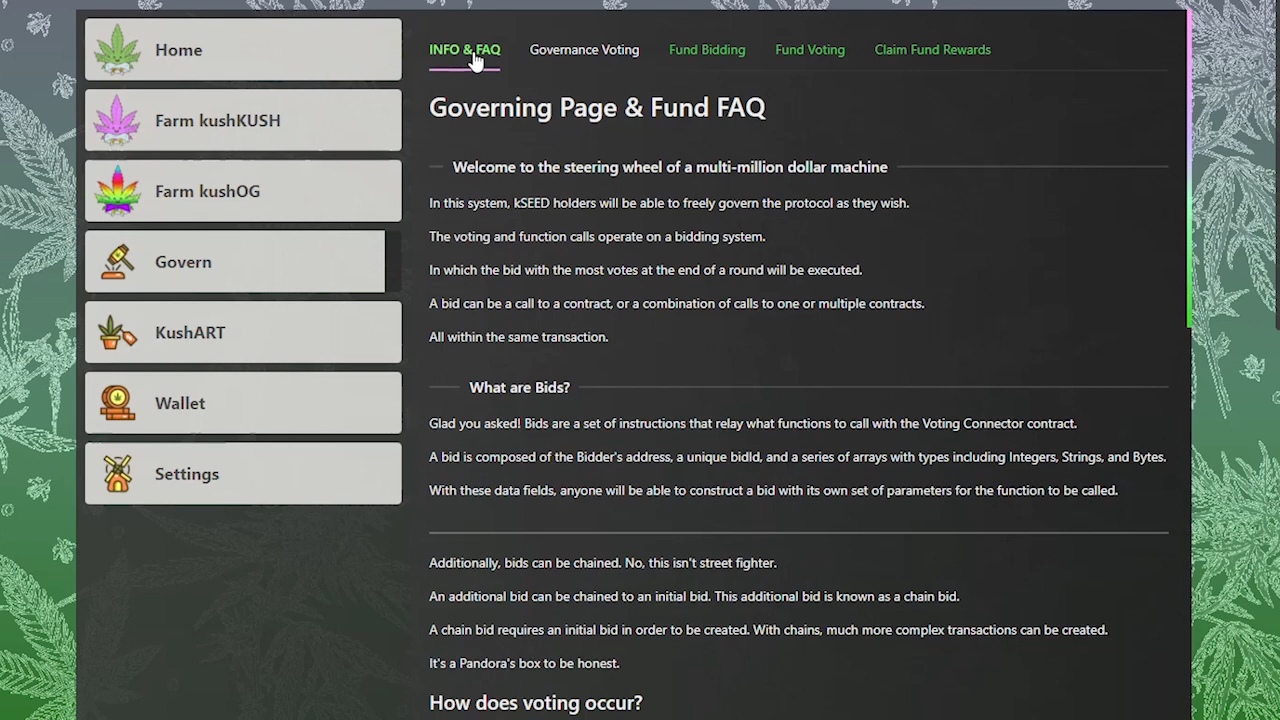 Home
Farm kushKUSH
Farm kushOG
Govern
KushART
Wallet
Settings
INFO & FAQ
Governance Voting
Fund Bidding
Fund Voting
Claim Fund Rewards
Governing Page & Fund FAQ
Welcome to the steering wheel of a multi-million dollar machine
In this system, kSEED holders will be able to freely govern the protocol as they wish.
The voting and function calls operate on a bidding system.
In which the bid with the most votes at the end of a round will be executed.
A bid can be a call to a contract, or a combination of calls to one or multiple contracts.
All within the same transaction.
What are Bids?
Glad you asked! Bids are a set of instructions that relay what functions to call with the Voting Connector contract.
A bid is composed of the Bidder's address, a unique bidId, and a series of arrays with types including Integers, Strings, and Bytes.
With these data fields, anyone will be able to construct a bid with its own set of parameters for the function to be called.
Additionally, bids can be chained. No, this isn't street fighter.
An additional bid can be chained to an initial bid. This additional bid is known as a chain bid.
A chain bid requires an initial bid in order to be created. With chains, much more complex transactions can be created.
It's a Pandora's box to be honest.
How does voting occur?